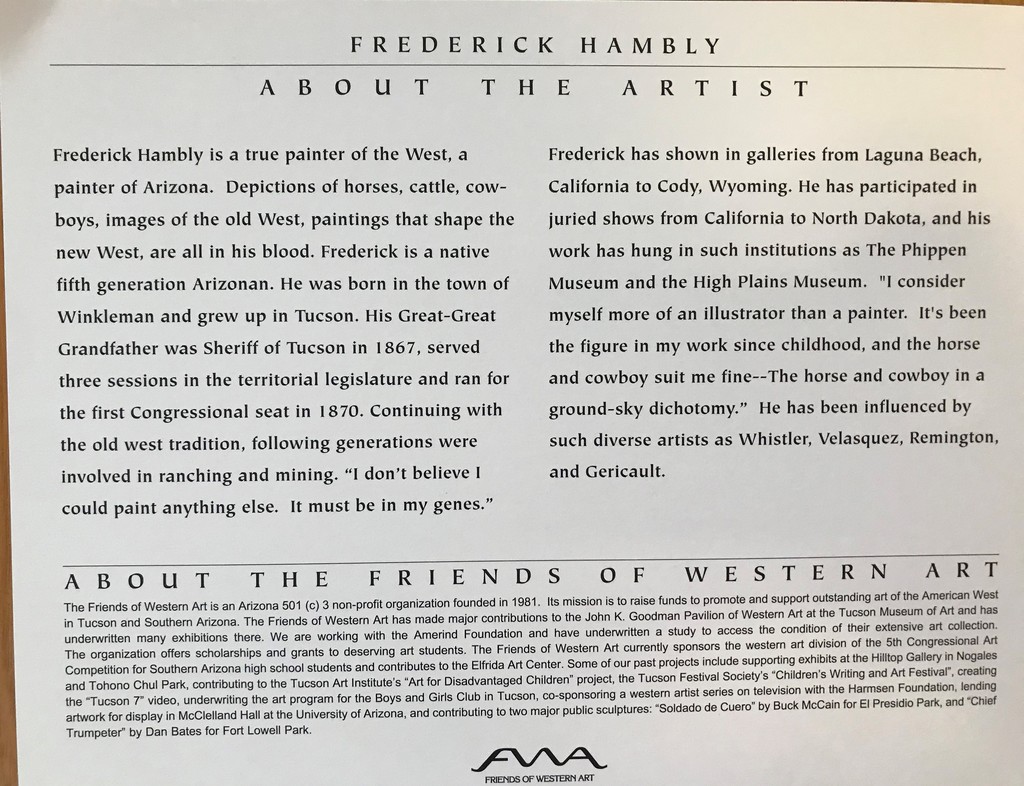 FREDERICK HAMBLY
ABOUT THE ARTIST
Frederick Hambly is a true painter of the West, a
painter of Arizona. Depictions of horses, cattle, cow-
boys, images of the old West, paintings that shape the
new West, are all in his blood. Frederick is a native
fifth generation Arizonan. He was born in the town of
Winkleman and grew up in Tucson. His Great-Great
Grandfather was Sheriff of Tucson in 1867, served
three sessions in the territorial legislature and ran for
the first Congressional seat in 1870. Continuing with
the old west tradition, following generations were
involved in ranching and mining. “I don’t believe I
could paint anything else. It must be in my genes.”
Frederick has shown in galleries from Laguna Beach,
California to Cody, Wyoming. He has participated in
juried shows from California to North Dakota, and his
work has hung in such institutions as The Phippen
Museum and the High Plains Museum. "I consider
myself more of an illustrator than a painter. It's been
the figure in my work since childhood, and the horse
and cowboy suit me fine--The horse and cowboy in a
ground-sky dichotomy.” He has been influenced by
such diverse artists as Whistler, Velasquez, Remington,
and Gericault.
ABOUT THE FRIENDS OF WESTERN ART
The Friends of Western Art is an Arizona 501 (c) 3 non-profit organization founded in 1981. Its mission is to raise funds to promote and support outstanding art of the American West
in Tucson and Southern Arizona. The Friends of Western Art has made major contributions to the John K. Goodman Pavilion of Western Art at the Tucson Museum of Art and has
underwritten many exhibitions there. We are working with the Amerind Foundation and have underwritten a study to access the condition of their extensive art collection.
The organization offers scholarships and grants to deserving art students. The Friends of Western Art currently sponsors the western art division of the 5th Congressional Art
Competition for Southern Arizona high school students and contributes to the Elfrida Art Center. Some of our past projects include supporting exhibits at the Hilltop Gallery in Nogales
and Tohono Chul Park, contributing to the Tucson Art Institute’s “Art for Disadvantaged Children” project, the Tucson Festival Society’s “Children’s Writing and Art Festival”, creating
the “Tucson 7” video, underwriting the art program for the Boys and Girls Club in Tucson, co-sponsoring a western artist series on television with the Harmsen Foundation, lending
artwork for display in McClelland Hall at the University of Arizona, and contributing to two major public sculptures: “Soldado de Cuero” by Buck McCain for El Presidio Park, and “Chief
Trumpeter” by Dan Bates for Fort Lowell Park.
FWA
FRIENDS OF WESTERN ART